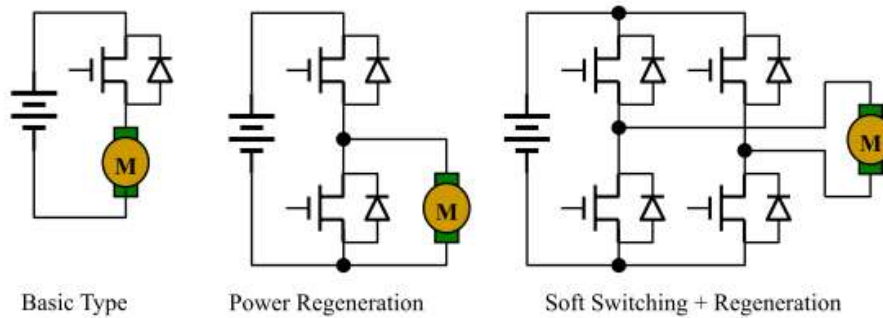 M
M
M
Basic Type
Power Regeneration
Soft Switching + Regeneration